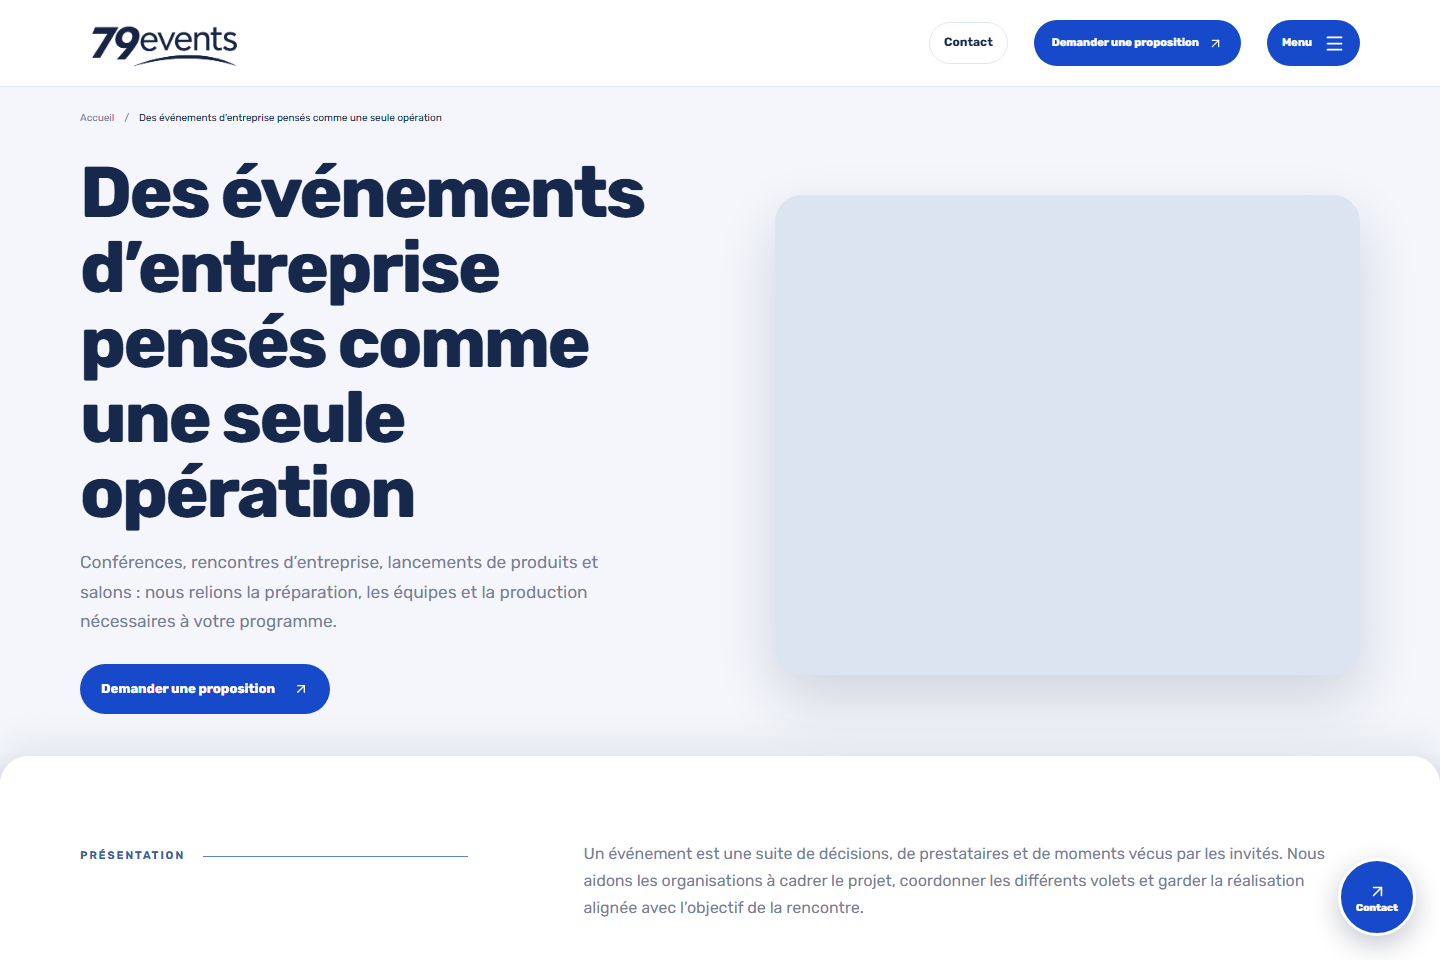 79events
Contact
Demander une proposition
Menu
Accueil / Des événements d’entreprise pensés comme une seule opération
Des événements
d’entreprise
pensés comme
une seule
opération
Conférences, rencontres d’entreprise, lancements de produits et
salons : nous relions la préparation, les équipes et la production
nécessaires à votre programme.
Demander une proposition
PRÉSENTATION
Un événement est une suite de décisions, de prestataires et de moments vécus par les invités. Nous
aidons les organisations à cadrer le projet, coordonner les différents volets et garder la réalisation
alignée avec l’objectif de la rencontre.
Contact